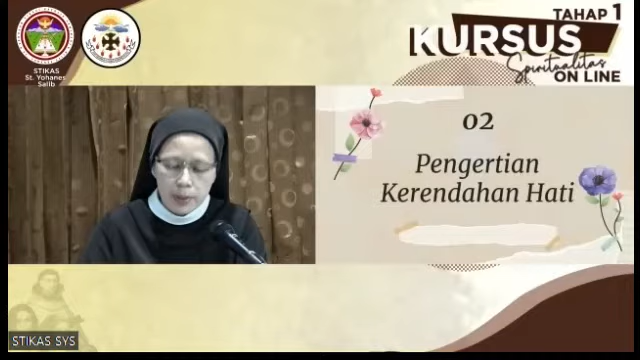 STIKAS
St. Yohanes
Salib
TAHAP 1
KURSUS
Spiritualitas
ON LINE
02
Pengertian
Kerendahan Hati
STIKAS SYS